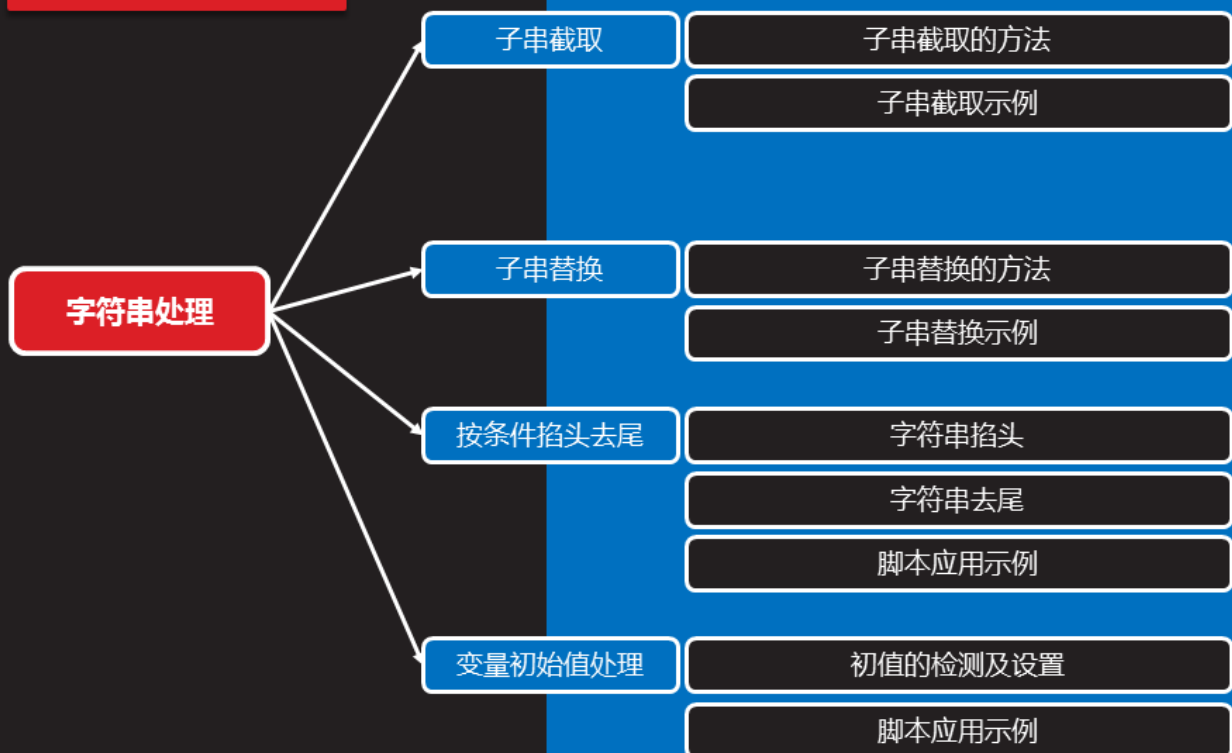 子串截取
子串截取的方法
子串截取示例
字符串处理
子串替换
子串替换的方法
子串替换示例
按条件掐头去尾
字符串掐头
字符串去尾
脚本应用示例
变量初始值处理
初值的检测及设置
脚本应用示例